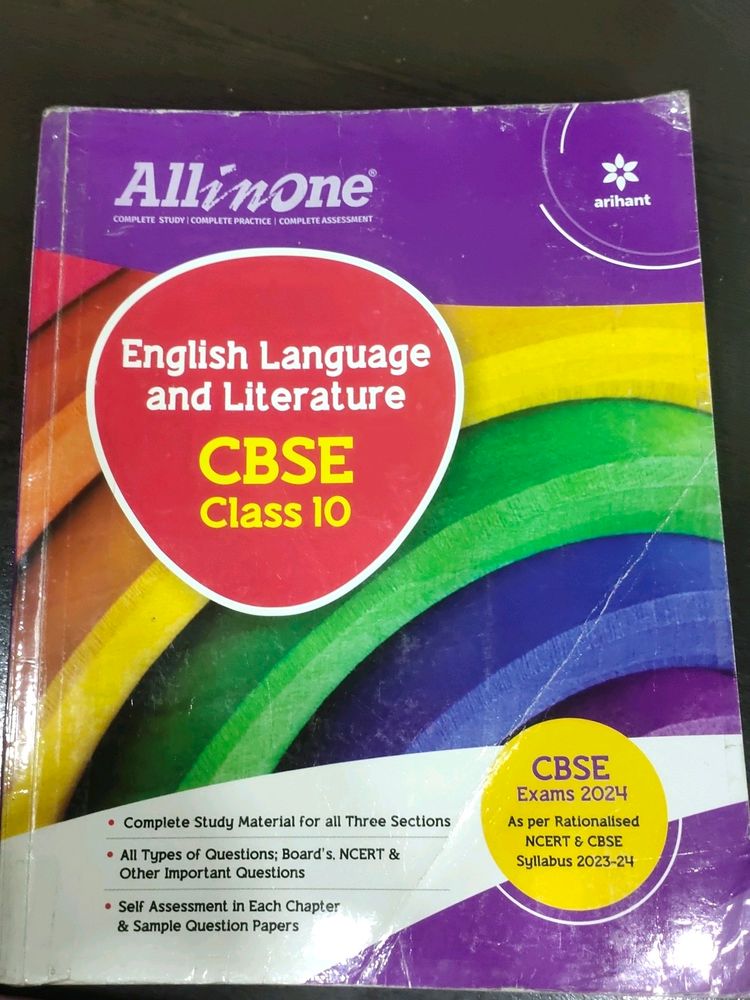 All in One®
COMPLETE STUDY | COMPLETE PRACTICE | COMPLETE ASSESSMENT
arihant
English Language
and Literature
CBSE
Class 10
CBSE
Exams 2024
As per Rationalised
NCERT & CBSE
Syllabus 2023-24
• Complete Study Material for all Three Sections
• All Types of Questions; Board's, NCERT &
Other Important Questions
• Self Assessment in Each Chapter
& Sample Question Papers